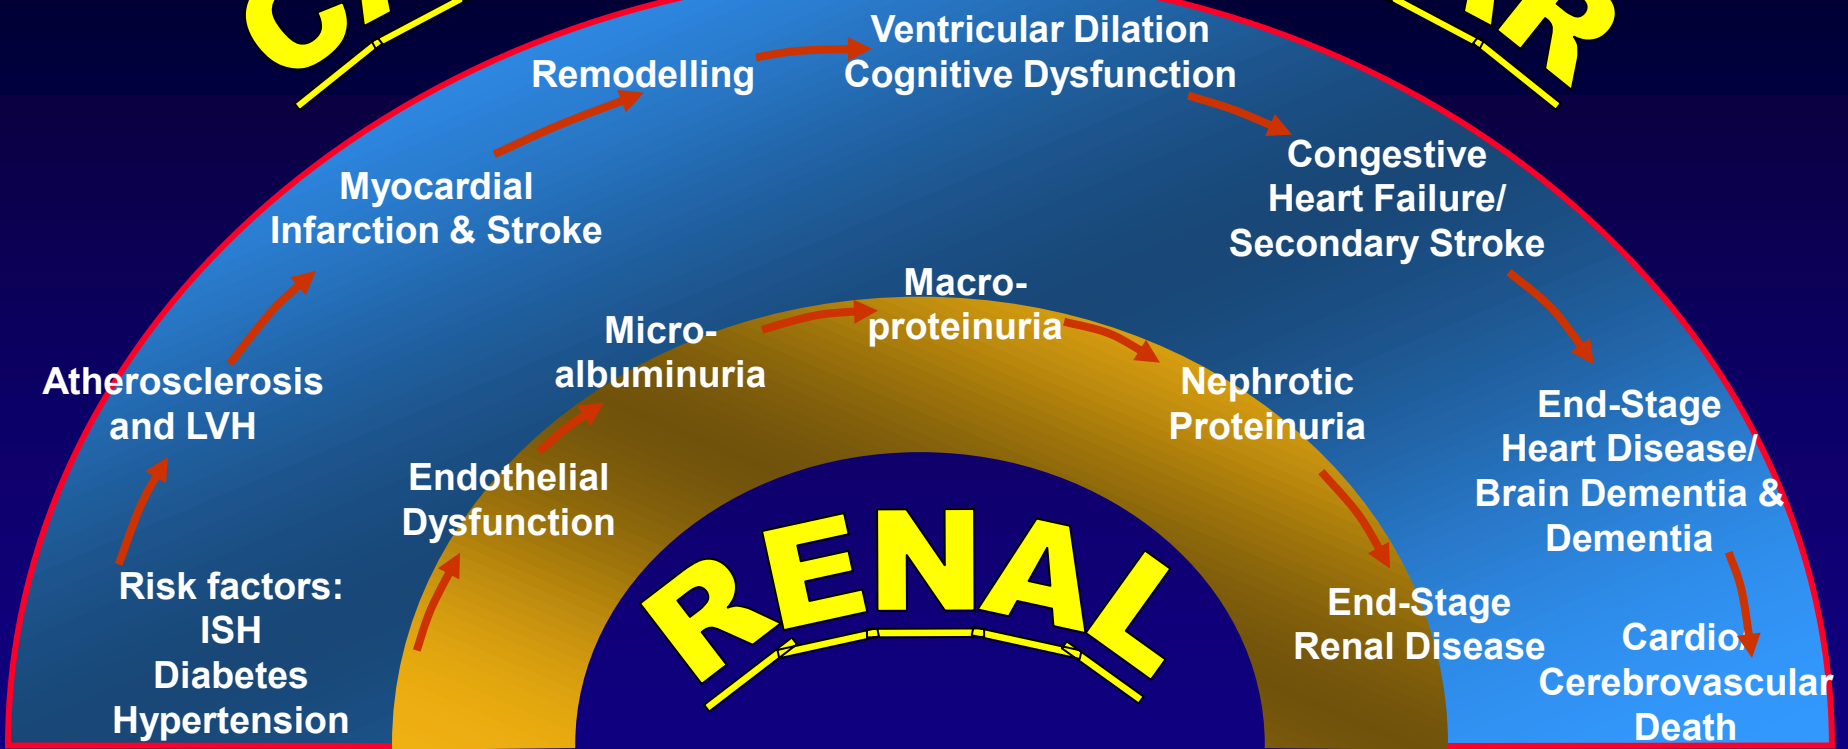 Ventricular Dilation
Cognitive Dysfunction
Remodelling
Myocardial
Infarction & Stroke
Atherosclerosis
and LVH
Risk factors:
ISH
Diabetes
Hypertension
Congestive
Heart Failure/
Secondary Stroke
End-Stage
Heart Disease/
Brain Dementia &
Dementia
Cardio/
Cerebrovascular
Death
Endothelial
Dysfunction
Micro-
albuminuria
Macro-
proteinuria
Nephrotic
Proteinuria
End-Stage
Renal Disease
RENAL